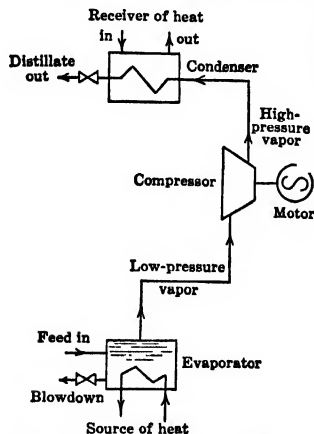 Receiver of heat
in
out
Distillate
out
Condenser
High-
pressure
vapor
Compressor
Motor
Low-pressure
vapor
Feed in
Evaporator
Blowdown
Source of heat